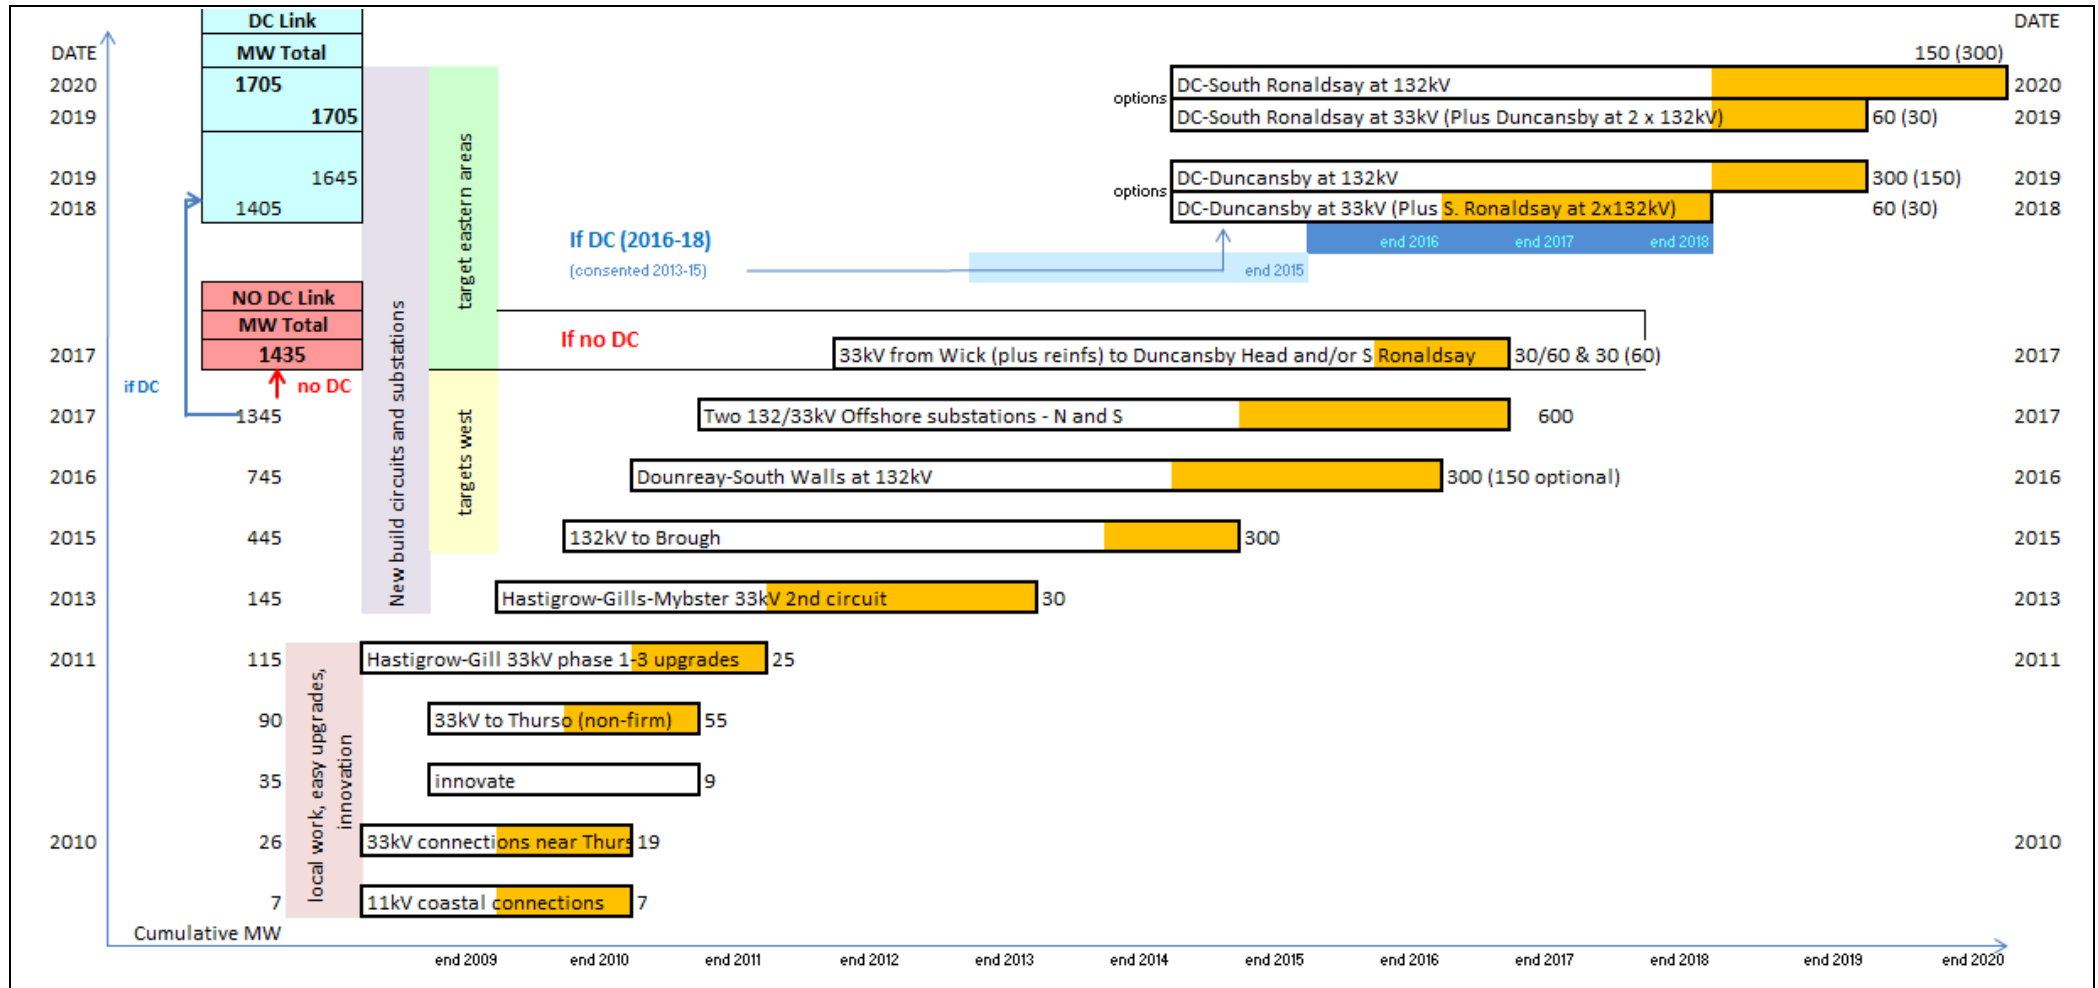 DC Link DATE
DATE MW Total 150 (300)
2020 1705 DC-South Ronaldsay at 132kV 2020
options
2019 1705 DC-South Ronaldsay at 33kV (Plus Duncansby at 2 x 132kV) 60 (30) 2019
2019 1645 DC-Duncansby at 132kV 300 (150) 2019
options
2018 1405 DC-Duncansby at 33kV (Plus S. Ronaldsay at 2x132kV) 60 (30) 2018
If DC (2016-18) end 2016 end 2017 end 2018
(consented 2013-15) end 2015
target eastern areas
New build circuits and substations
NO DC Link
MW Total
If no DC
2017 1435 33kV from Wick (plus reinfs) to Duncansby Head and/or S Ronaldsay 30/60 & 30 (60) 2017
if DC no DC
2017 1345 Two 132/33kV Offshore substations - N and S 600 2017
targets west
2016 745 Dounreay-South Walls at 132kV 300 (150 optional) 2016
2015 445 132kV to Brough 300 2015
2013 145 Hastigrow-Gills-Mybster 33kV 2nd circuit 30 2013
2011 115 Hastigrow-Gill 33kV phase 1-3 upgrades 25 2011
local work, easy upgrades,
innovation
90 33kV to Thurso (non-firm) 55
35 innovate 9
2010 26 33kV connections near Thurs 19 2010
7 11kV coastal connections 7
Cumulative MW
end 2009 end 2010 end 2011 end 2012 end 2013 end 2014 end 2015 end 2016 end 2017 end 2018 end 2019 end 2020